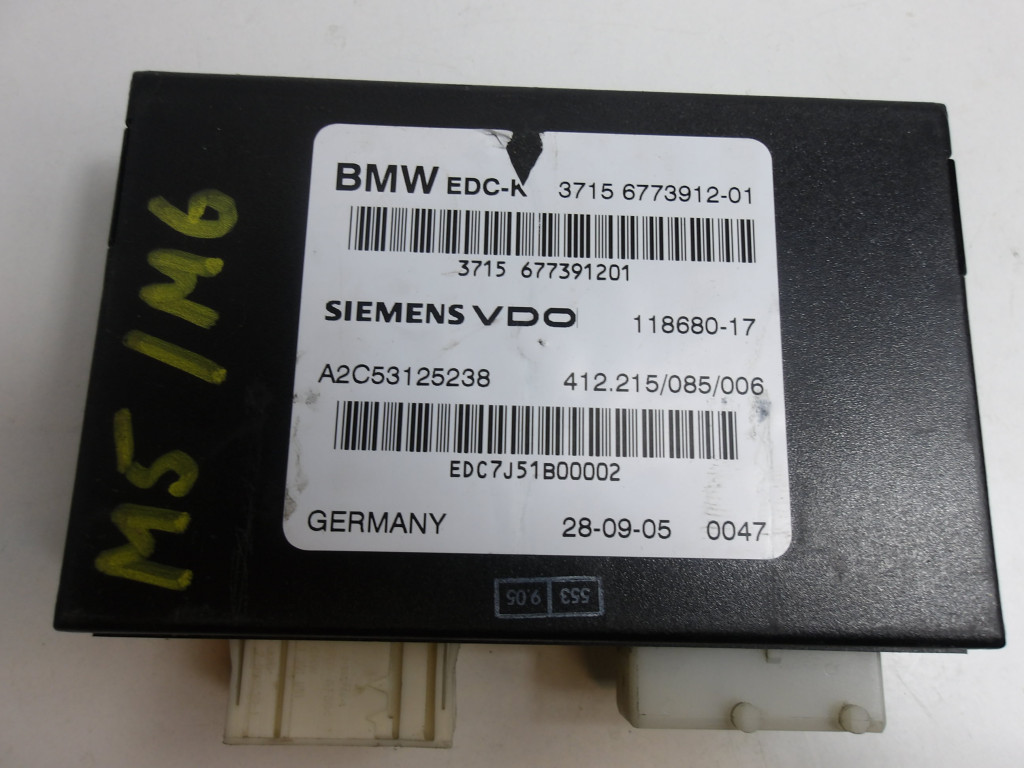 BMW EDC-K 3715 6773912-01
3715 677391201
SIEMENS VDO 118680-17
A2C53125238 412.215/085/006
EDC7J51B00002
GERMANY 28-09-05 0047
M5/M6
553 9.05